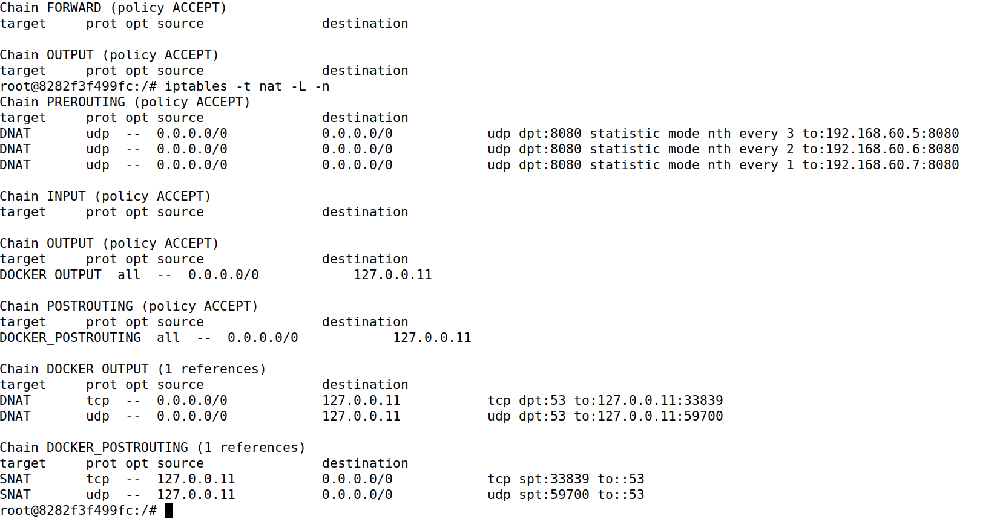 Chain FORWARD (policy ACCEPT)
target     prot opt source               destination
Chain OUTPUT (policy ACCEPT)
target     prot opt source               destination
root@8282f3f499fc:/# iptables -t nat -L -n
Chain PREROUTING (policy ACCEPT)
target     prot opt source               destination
DNAT       udp  --  0.0.0.0/0            0.0.0.0/0            udp dpt:8080 statistic mode nth every 3 to:192.168.60.5:8080
DNAT       udp  --  0.0.0.0/0            0.0.0.0/0            udp dpt:8080 statistic mode nth every 2 to:192.168.60.6:8080
DNAT       udp  --  0.0.0.0/0            0.0.0.0/0            udp dpt:8080 statistic mode nth every 1 to:192.168.60.7:8080
Chain INPUT (policy ACCEPT)
target     prot opt source               destination
Chain OUTPUT (policy ACCEPT)
target     prot opt source               destination
DOCKER_OUTPUT  all  --  0.0.0.0/0            127.0.0.11
Chain POSTROUTING (policy ACCEPT)
target     prot opt source               destination
DOCKER_POSTROUTING  all  --  0.0.0.0/0            127.0.0.11
Chain DOCKER_OUTPUT (1 references)
target     prot opt source               destination
DNAT       tcp  --  0.0.0.0/0            127.0.0.11           tcp dpt:53 to:127.0.0.11:33839
DNAT       udp  --  0.0.0.0/0            127.0.0.11           udp dpt:53 to:127.0.0.11:59700
Chain DOCKER_POSTROUTING (1 references)
target     prot opt source               destination
SNAT       tcp  --  127.0.0.11           0.0.0.0/0            tcp spt:33839 to::53
SNAT       udp  --  127.0.0.11           0.0.0.0/0            udp spt:59700 to::53
root@8282f3f499fc:/#